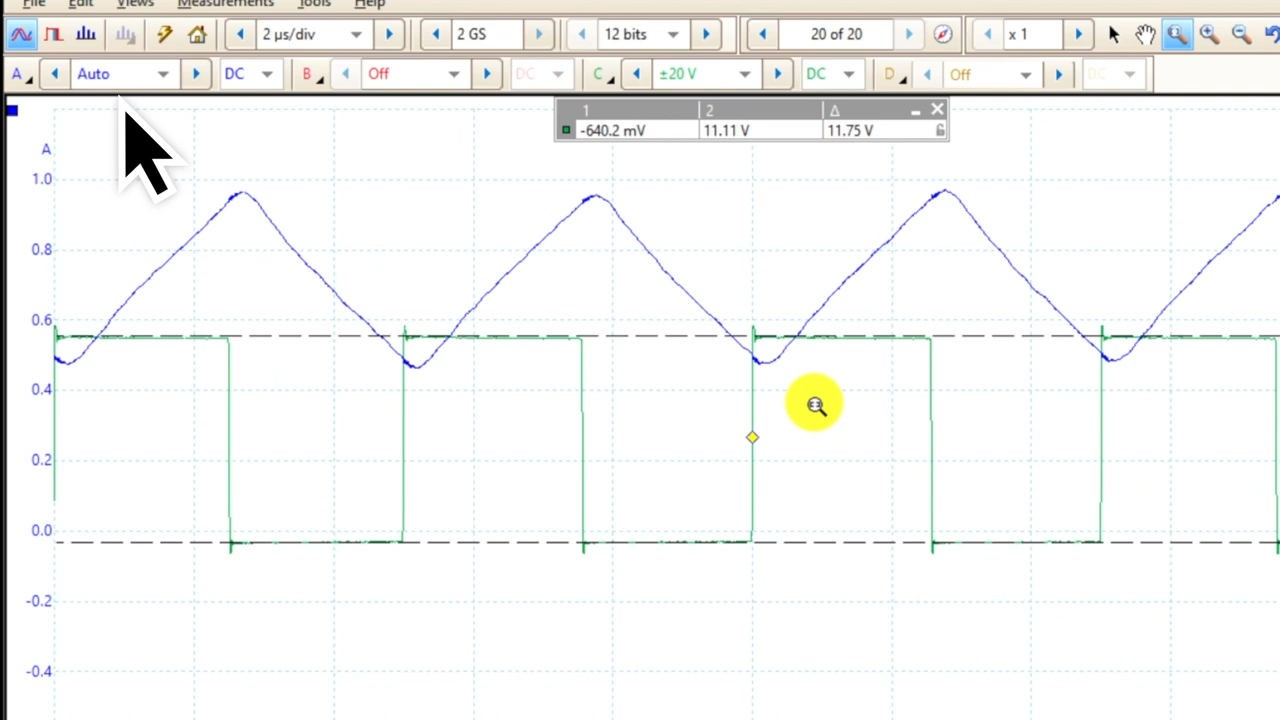 File Edit Views Measurements Tools Help
2 µs/div 2 GS 12 bits 20 of 20 x 1
A Auto DC B Off DC C ±20 V DC D Off DC
1 2 Δ
-640.2 mV 11.11 V 11.75 V
A
1.0
0.8
0.6
0.4
0.2
0.0
-0.2
-0.4